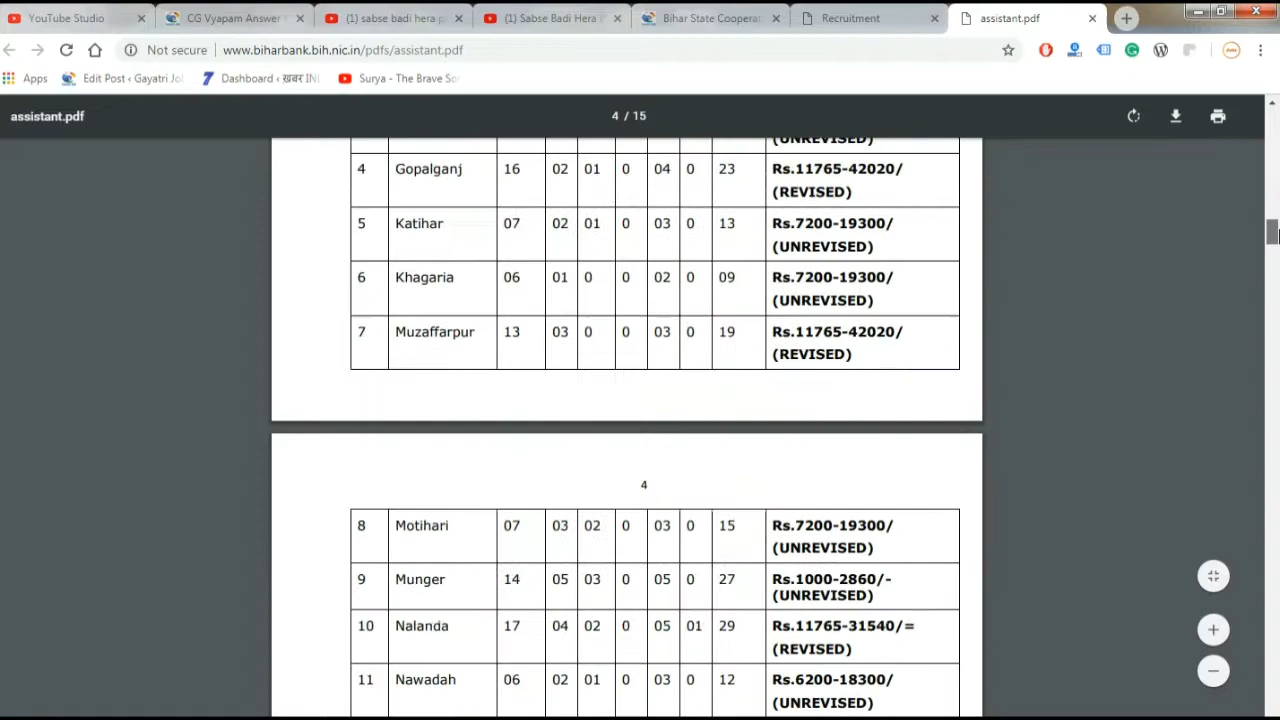 YouTube Studio
CG Vyapam Answer
(1) sabse badi hera p
(1) Sabse Badi Hera
Bihar State Cooperat
Recruitment
assistant.pdf
Not secure www.biharbank.bih.nic.in/pdfs/assistant.pdf
Apps Edit Post ‹ Gayatri Jo Dashboard ‹ ख़बर INI Surya - The Brave So
assistant.pdf 4 / 15
(UNREVISED)
4 Gopalganj 16 02 01 0 04 0 23 Rs.11765-42020/
(REVISED)
5 Katihar 07 02 01 0 03 0 13 Rs.7200-19300/
(UNREVISED)
6 Khagaria 06 01 0 0 02 0 09 Rs.7200-19300/
(UNREVISED)
7 Muzaffarpur 13 03 0 0 03 0 19 Rs.11765-42020/
(REVISED)
4
8 Motihari 07 03 02 0 03 0 15 Rs.7200-19300/
(UNREVISED)
9 Munger 14 05 03 0 05 0 27 Rs.1000-2860/-
(UNREVISED)
10 Nalanda 17 04 02 0 05 01 29 Rs.11765-31540/=
(REVISED)
11 Nawadah 06 02 01 0 03 0 12 Rs.6200-18300/
(UNREVISED)